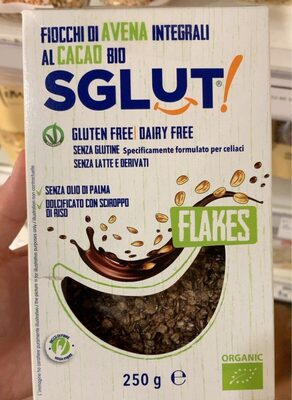 FIOCCHI DI AVENA INTEGRALI
AL CACAO BIO
SGLUT!®
GLUTEN FREE | DAIRY FREE
SENZA GLUTINE Specificamente formulato per celiaci
SENZA LATTE E DERIVATI
SENZA OLIO DI PALMA
DOLCIFICATO CON SCIROPPO
DI RISO
FLAKES
ORGANIC
250 g e